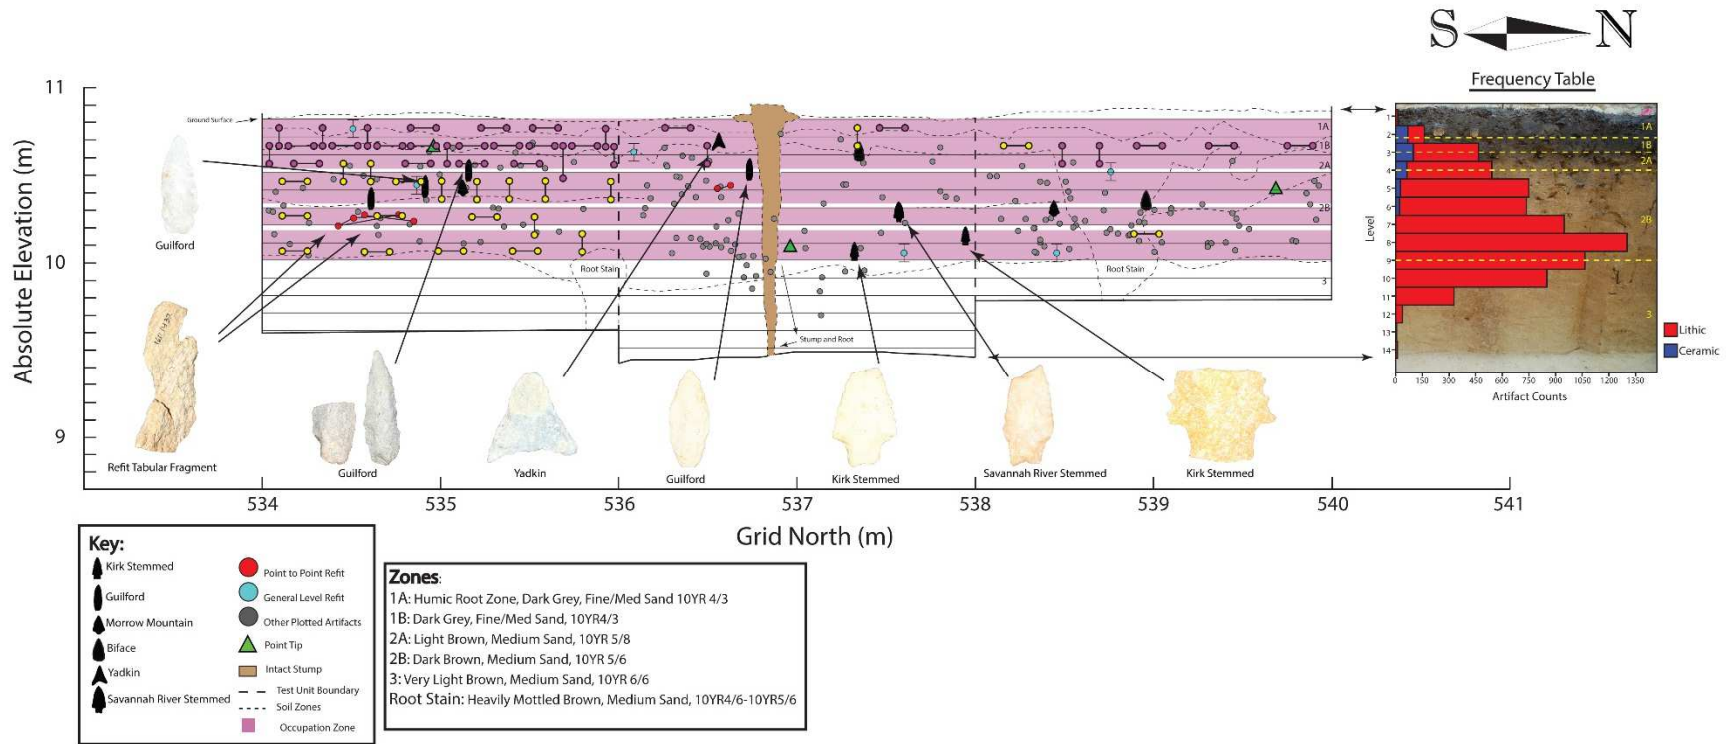 S N
Frequency Table
11
10
9
Absolute Elevation (m)
Ground Surface
1A
1B
2A
2B
3
Root Stain
Root Stain
Stump and Root
Guilford
Refit Tabular Fragment
Guilford
Yadkin
Guilford
Kirk Stemmed
Savannah River Stemmed
Kirk Stemmed
534 535 536 537 538 539 540 541
Grid North (m)
Level
1
2
3
4
5
6
7
8
9
10
11
12
13
14
1A
1B
2A
2B
3
0 150 300 450 600 750 900 1050 1200 1350
Artifact Counts
Lithic
Ceramic
Key:
Kirk Stemmed
Guilford
Morrow Mountain
Biface
Yadkin
Savannah River Stemmed
Point to Point Refit
General Level Refit
Other Plotted Artifacts
Point Tip
Intact Stump
Test Unit Boundary
Soil Zones
Occupation Zone
Zones:
1A: Humic Root Zone, Dark Grey, Fine/Med Sand 10YR 4/3
1B: Dark Grey, Fine/Med Sand, 10YR4/3
2A: Light Brown, Medium Sand, 10YR 5/8
2B: Dark Brown, Medium Sand, 10YR 5/6
3: Very Light Brown, Medium Sand, 10YR 6/6
Root Stain: Heavily Mottled Brown, Medium Sand, 10YR4/6-10YR5/6